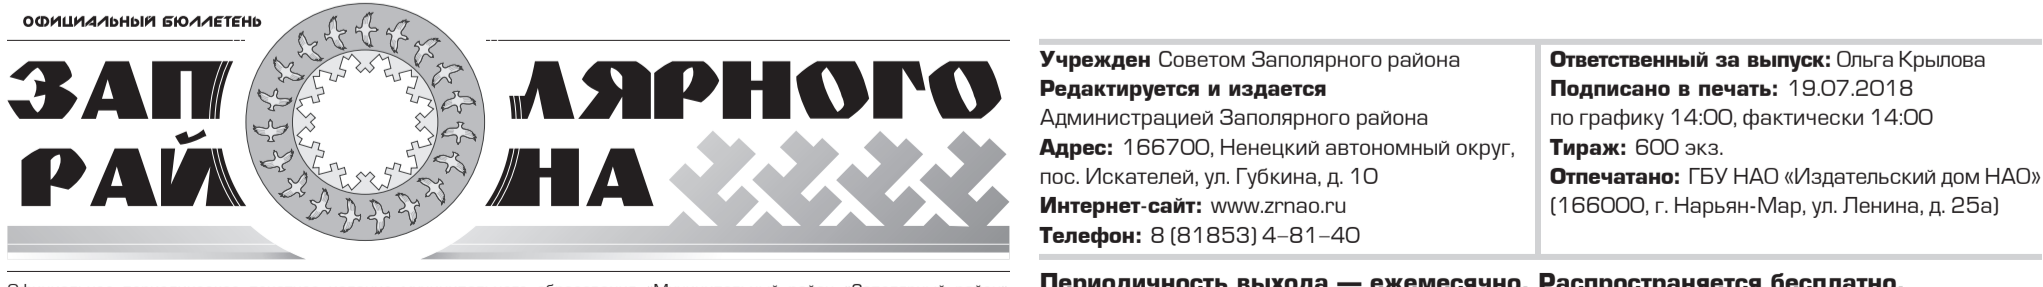 ОФИЦИАЛЬНЫЙ БЮЛЛЕТЕНЬ
ЗАП ЛЯРНОГО
РАЙ НА
Учрежден Советом Заполярного района
Редактируется и издается
Администрацией Заполярного района
Адрес: 166700, Ненецкий автономный округ,
пос. Искателей, ул. Губкина, д. 10
Интернет-сайт: www.zrnao.ru
Телефон: 8 (81853) 4–81–40
Ответственный за выпуск: Ольга Крылова
Подписано в печать: 19.07.2018
по графику 14:00, фактически 14:00
Тираж: 600 экз.
Отпечатано: ГБУ НАО «Издательский дом НАО»
(166000, г. Нарьян-Мар, ул. Ленина, д. 25а)
Периодичность выхода — ежемесячно. Распространяется бесплатно.